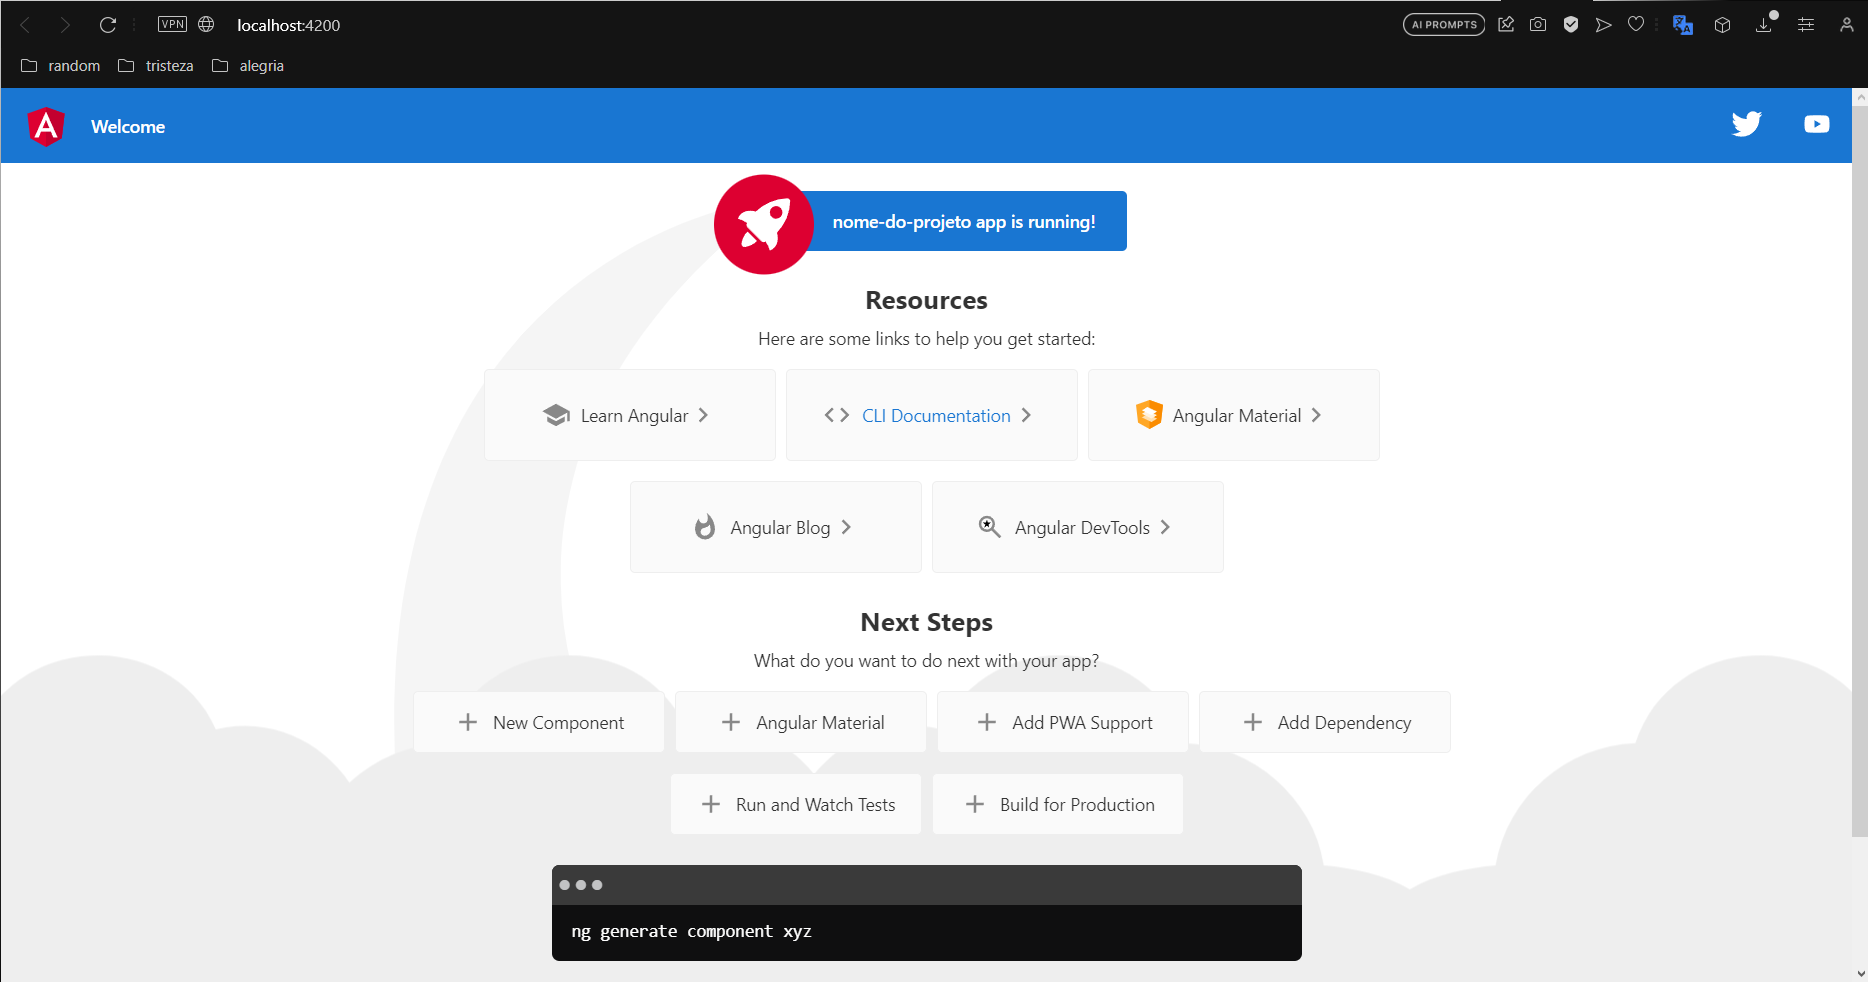 VPN localhost:4200 AI PROMPTS
random tristeza alegria
Welcome
nome-do-projeto app is running!
Resources
Here are some links to help you get started:
Learn Angular CLI Documentation Angular Material
Angular Blog Angular DevTools
Next Steps
What do you want to do next with your app?
New Component Angular Material Add PWA Support Add Dependency
Run and Watch Tests Build for Production
ng generate component xyz